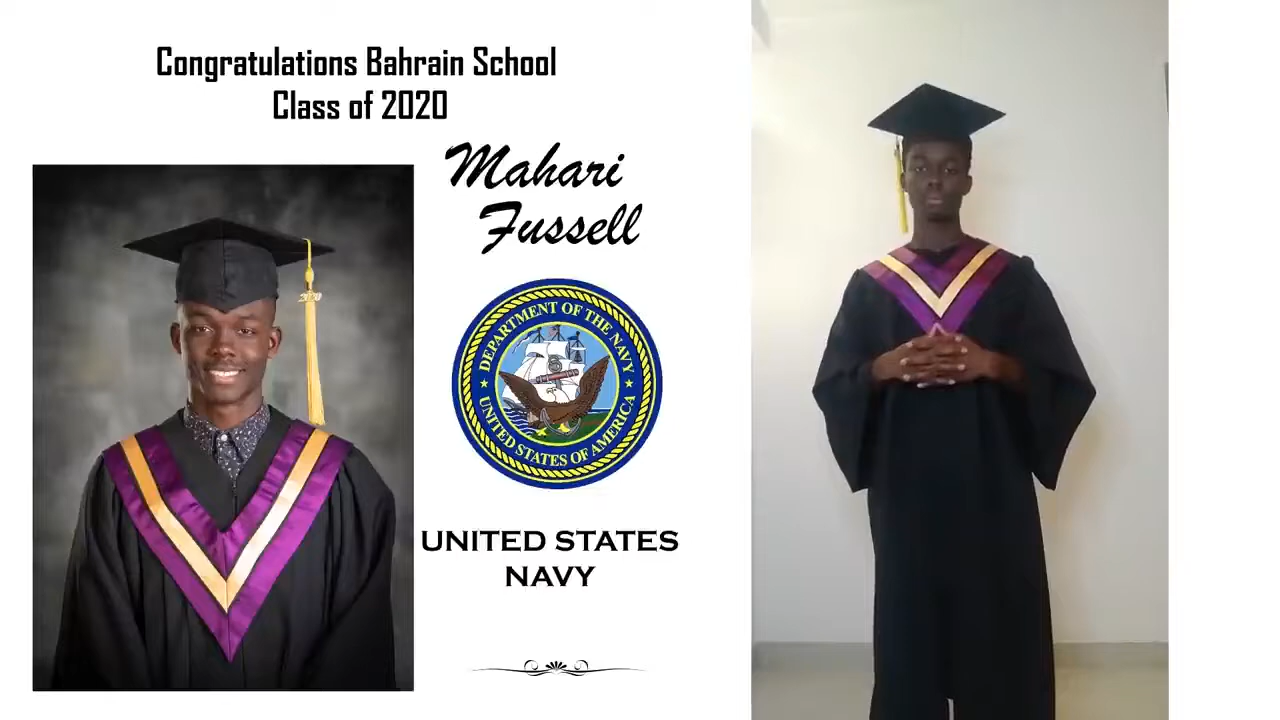 Congratulations Bahrain School
Class of 2020
Mahari
Fussell
2020
DEPARTMENT OF THE NAVY
UNITED STATES OF AMERICA
UNITED STATES
NAVY